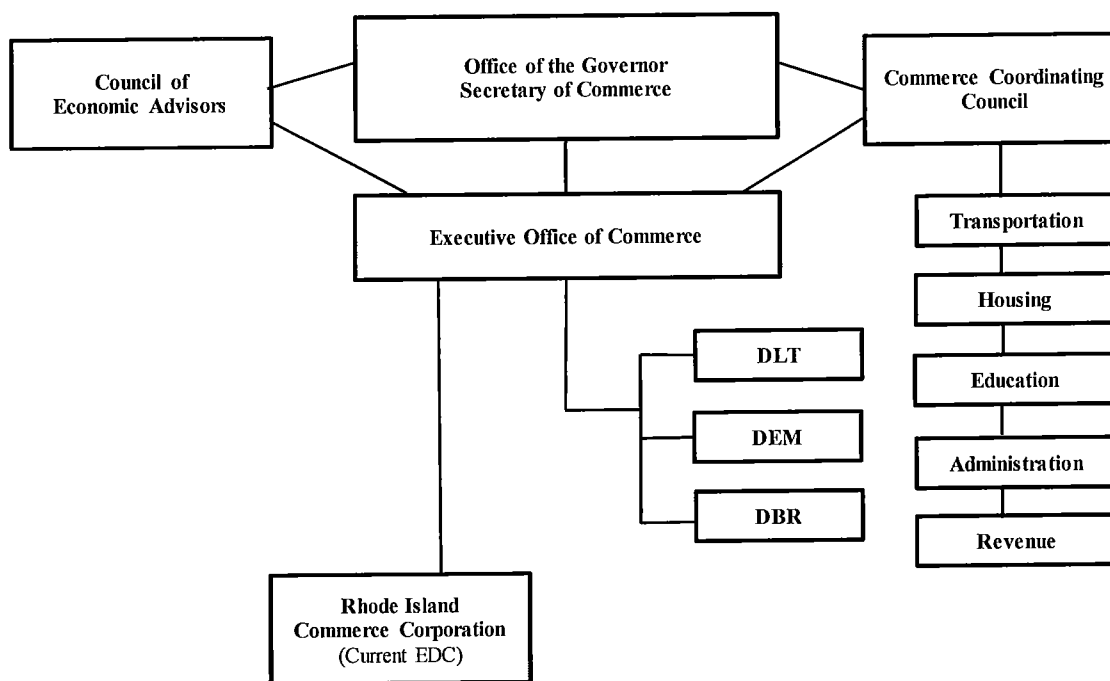 Council of
Economic Advisors
Office of the Governor
Secretary of Commerce
Commerce Coordinating
Council
Executive Office of Commerce
Transportation
Housing
Education
Administration
Revenue
DLT
DEM
DBR
Rhode Island
Commerce Corporation
(Current EDC)